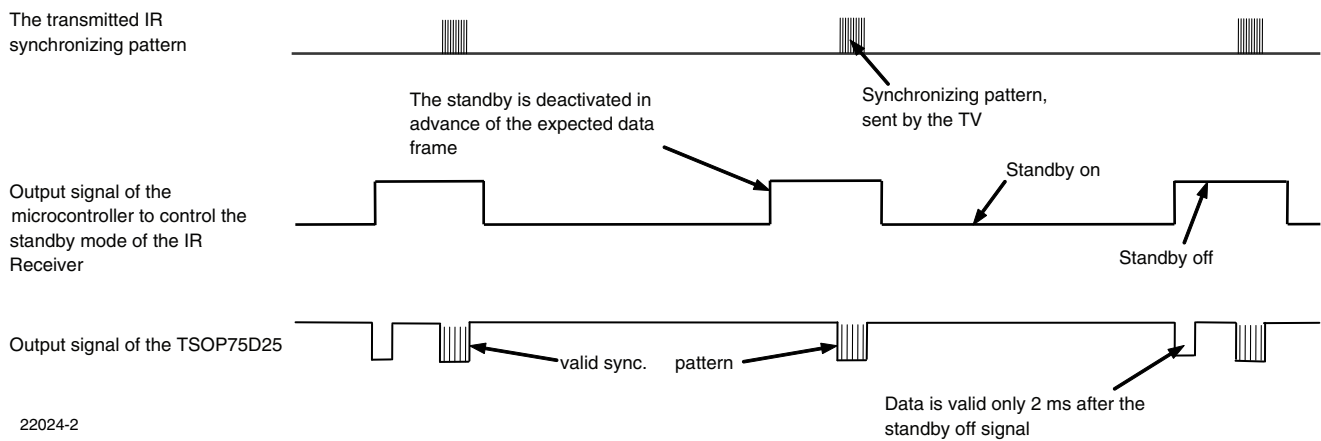 The transmitted IR
synchronizing pattern
Synchronizing pattern,
sent by the TV
The standby is deactivated in
advance of the expected data
frame
Standby on
Output signal of the
microcontroller to control the
standby mode of the IR
Receiver
Standby off
Output signal of the TSOP75D25
valid sync. pattern
Data is valid only 2 ms after the
standby off signal
22024-2